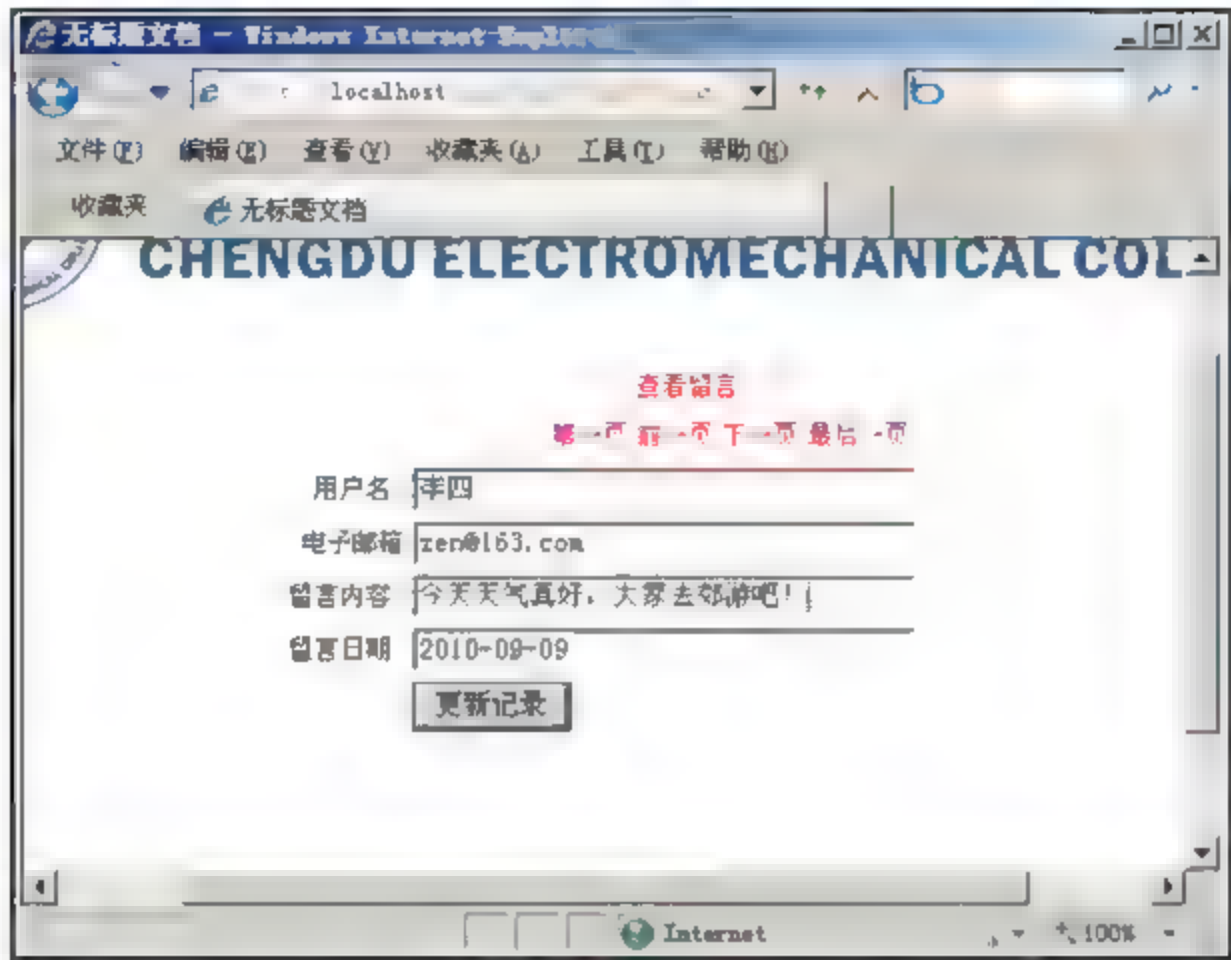 无标题文档 - Windows Internet Explorer
localhost
文件(F) 编辑(E) 查看(V) 收藏夹(A) 工具(T) 帮助(H)
收藏夹 无标题文档
CHENGDU ELECTROMECHANICAL COL
查看留言
第一页 前一页 下一页 最后一页
用户名 李四
电子邮箱 zen@163.com
留言内容 今天天气真好，大家去郊游吧！
留言日期 2010-09-09
更新记录
Internet 100%